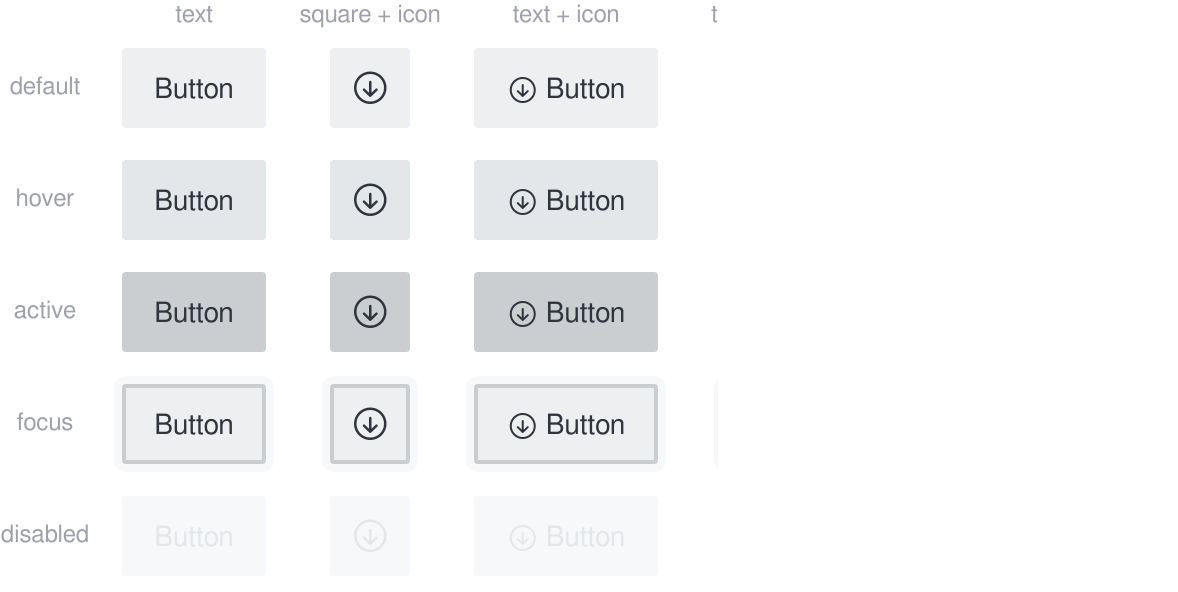 text square + icon text + icon t
default Button Button
hover Button Button
active Button Button
focus Button Button
disabled Button Button